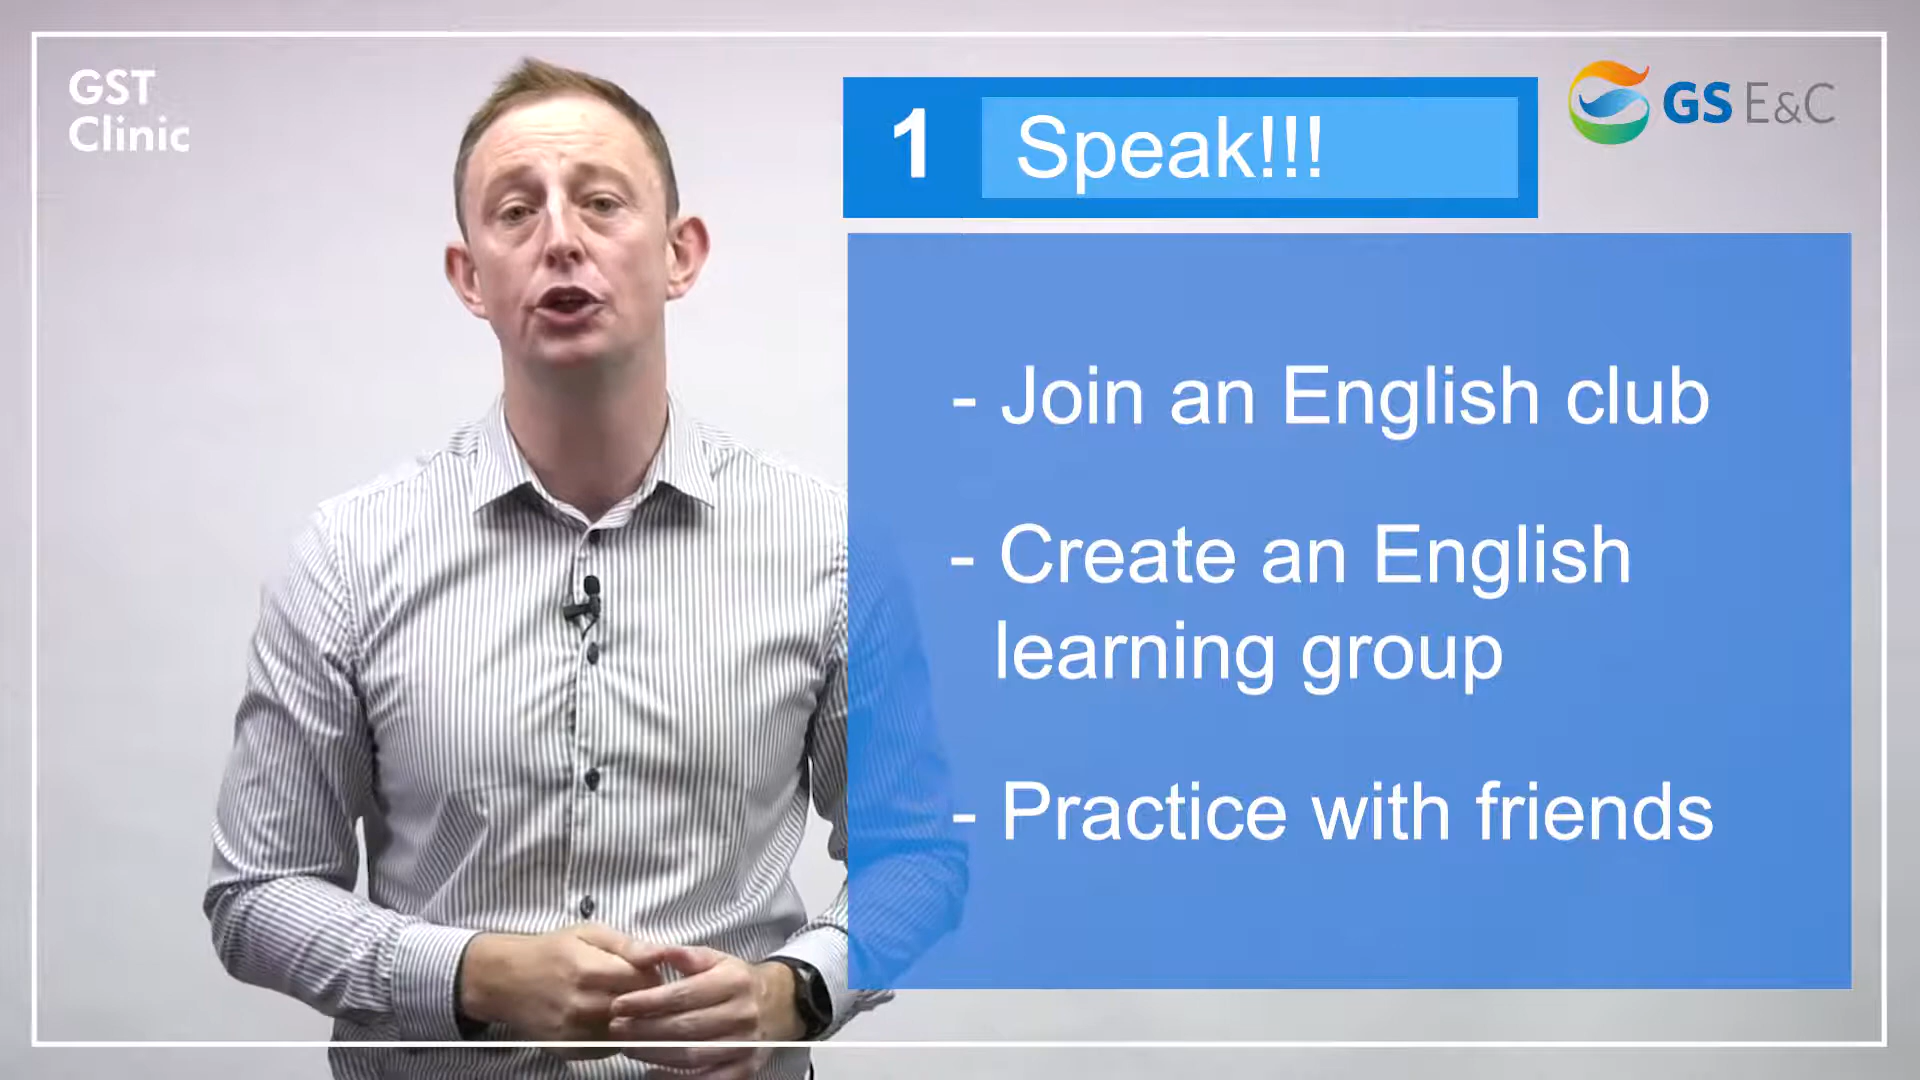 GST
Clinic
1 Speak!!!
GS E&C
- Join an English club
- Create an English
learning group
- Practice with friends